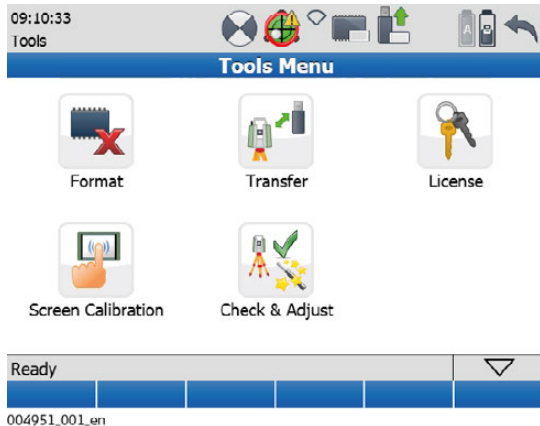 09:10:33
Tools
A
B
Tools Menu
Format
Transfer
License
Screen Calibration
Check & Adjust
Ready
004951_001_en